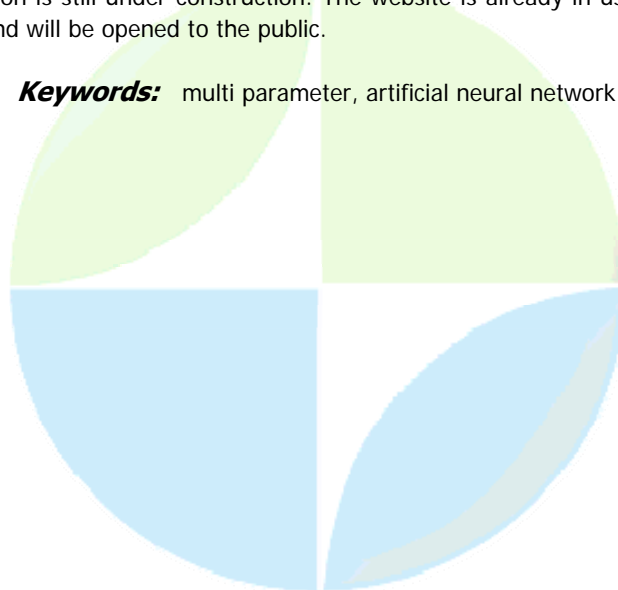 on is still under construction. The website is already in us
nd will be opened to the public.
Keywords: multi parameter, artificial neural network